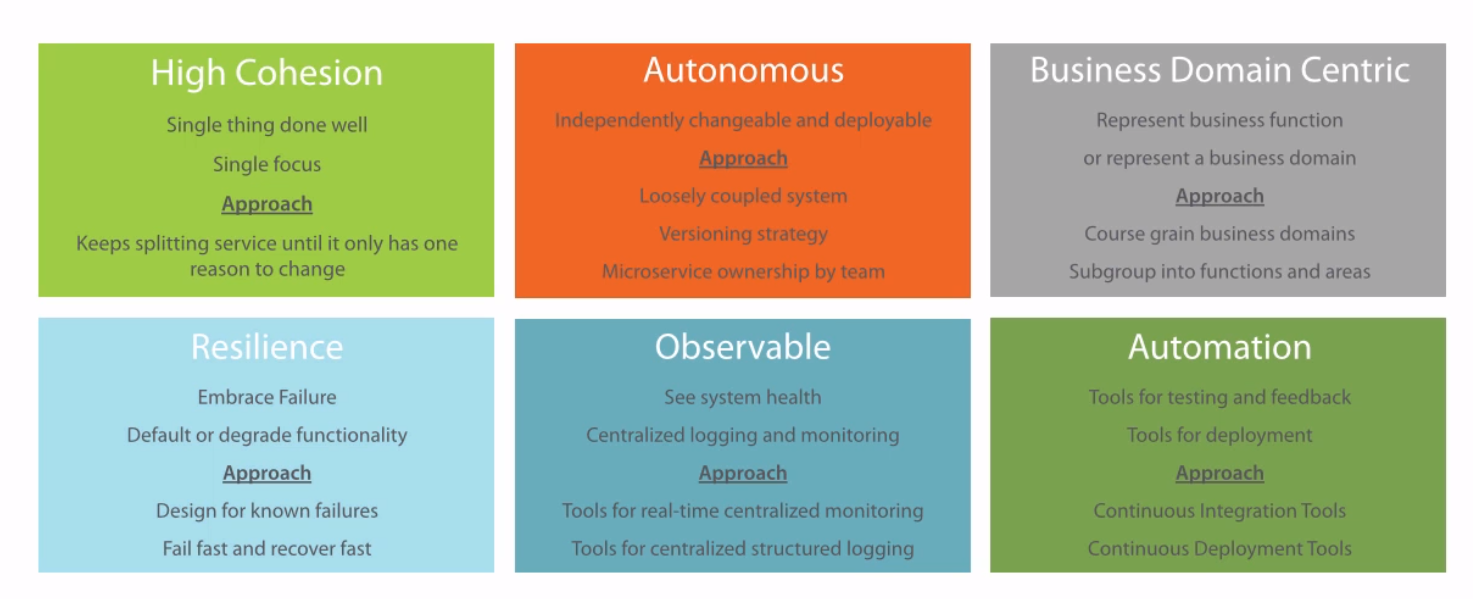 High Cohesion
Single thing done well
Single focus
Approach
Keeps splitting service until it only has one
reason to change
Autonomous
Independently changeable and deployable
Approach
Loosely coupled system
Versioning strategy
Microservice ownership by team
Business Domain Centric
Represent business function
or represent a business domain
Approach
Course grain business domains
Subgroup into functions and areas
Resilience
Embrace Failure
Default or degrade functionality
Approach
Design for known failures
Fail fast and recover fast
Observable
See system health
Centralized logging and monitoring
Approach
Tools for real-time centralized monitoring
Tools for centralized structured logging
Automation
Tools for testing and feedback
Tools for deployment
Approach
Continuous Integration Tools
Continuous Deployment Tools